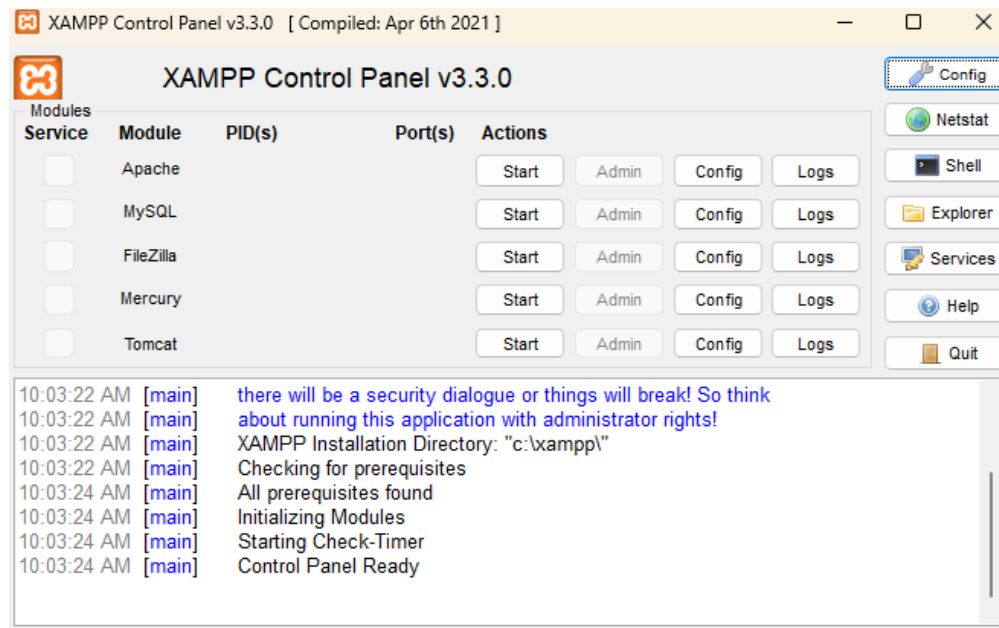 XAMPP Control Panel v3.3.0 [ Compiled: Apr 6th 2021 ]
XAMPP Control Panel v3.3.0
Config
Modules
Service Module PID(s) Port(s) Actions
Netstat
Apache Start Admin Config Logs
Shell
MySQL Start Admin Config Logs
Explorer
FileZilla Start Admin Config Logs
Services
Mercury Start Admin Config Logs
Help
Tomcat Start Admin Config Logs
Quit
10:03:22 AM [main] there will be a security dialogue or things will break! So think
10:03:22 AM [main] about running this application with administrator rights!
10:03:22 AM [main] XAMPP Installation Directory: "c:\xampp\"
10:03:22 AM [main] Checking for prerequisites
10:03:24 AM [main] All prerequisites found
10:03:24 AM [main] Initializing Modules
10:03:24 AM [main] Starting Check-Timer
10:03:24 AM [main] Control Panel Ready